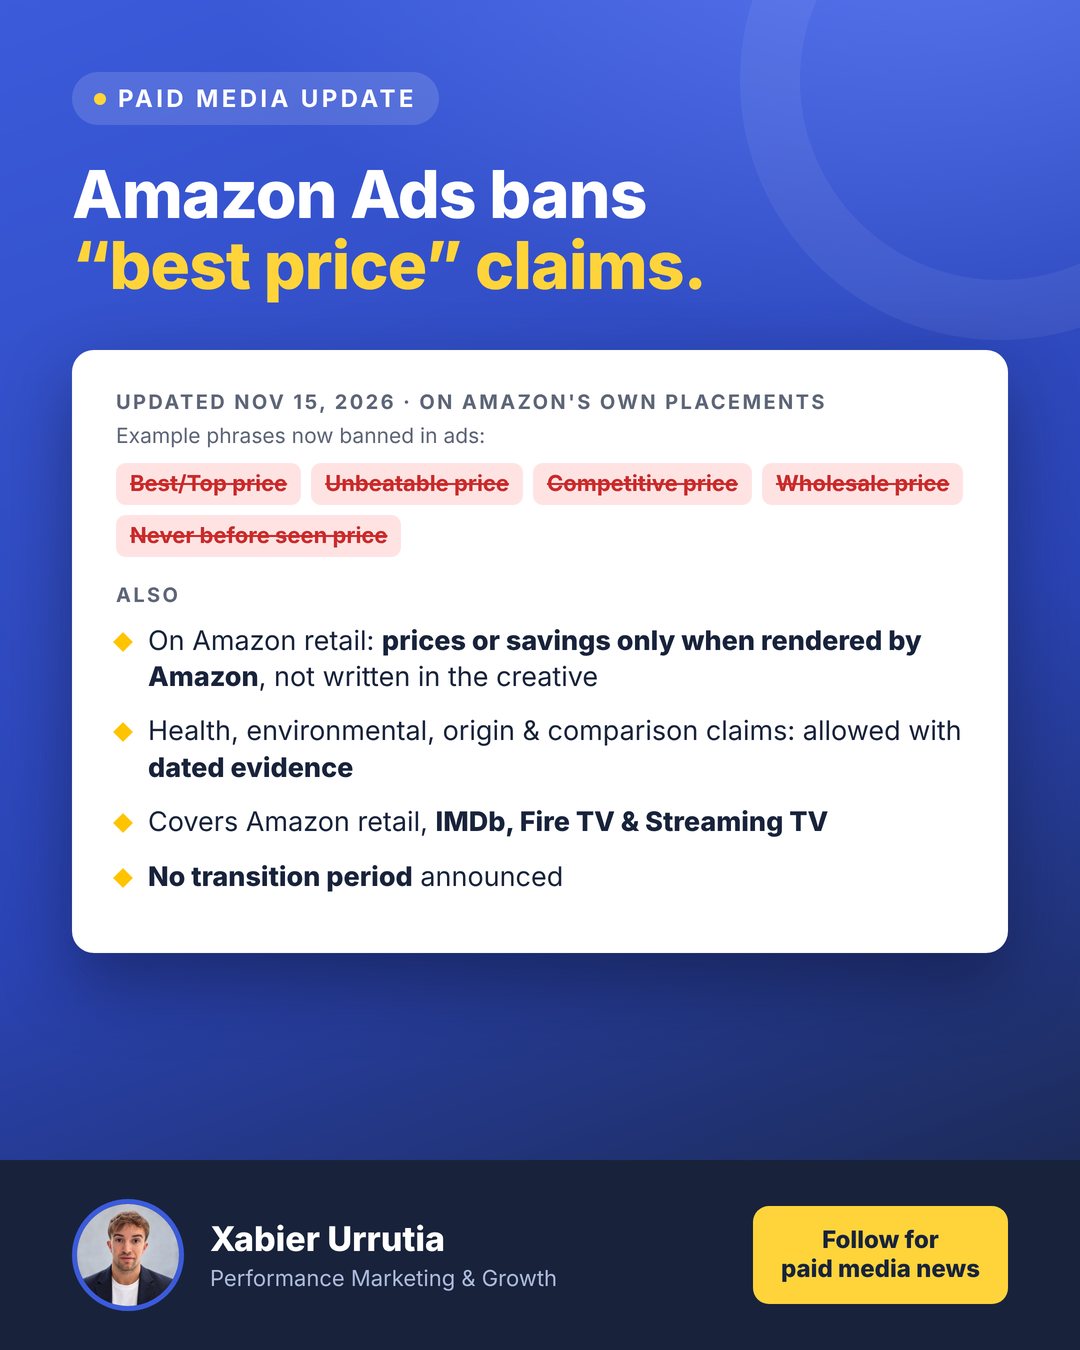 PAID MEDIA UPDATE
Amazon Ads bans
“best price” claims.
UPDATED NOV 15, 2026 · ON AMAZON'S OWN PLACEMENTS
Example phrases now banned in ads:
Best/Top price Unbeatable price Competitive price Wholesale price
Never before seen price
ALSO
On Amazon retail: prices or savings only when rendered by
Amazon, not written in the creative
Health, environmental, origin & comparison claims: allowed with
dated evidence
Covers Amazon retail, IMDb, Fire TV & Streaming TV
No transition period announced
Xabier Urrutia
Performance Marketing & Growth
Follow for
paid media news